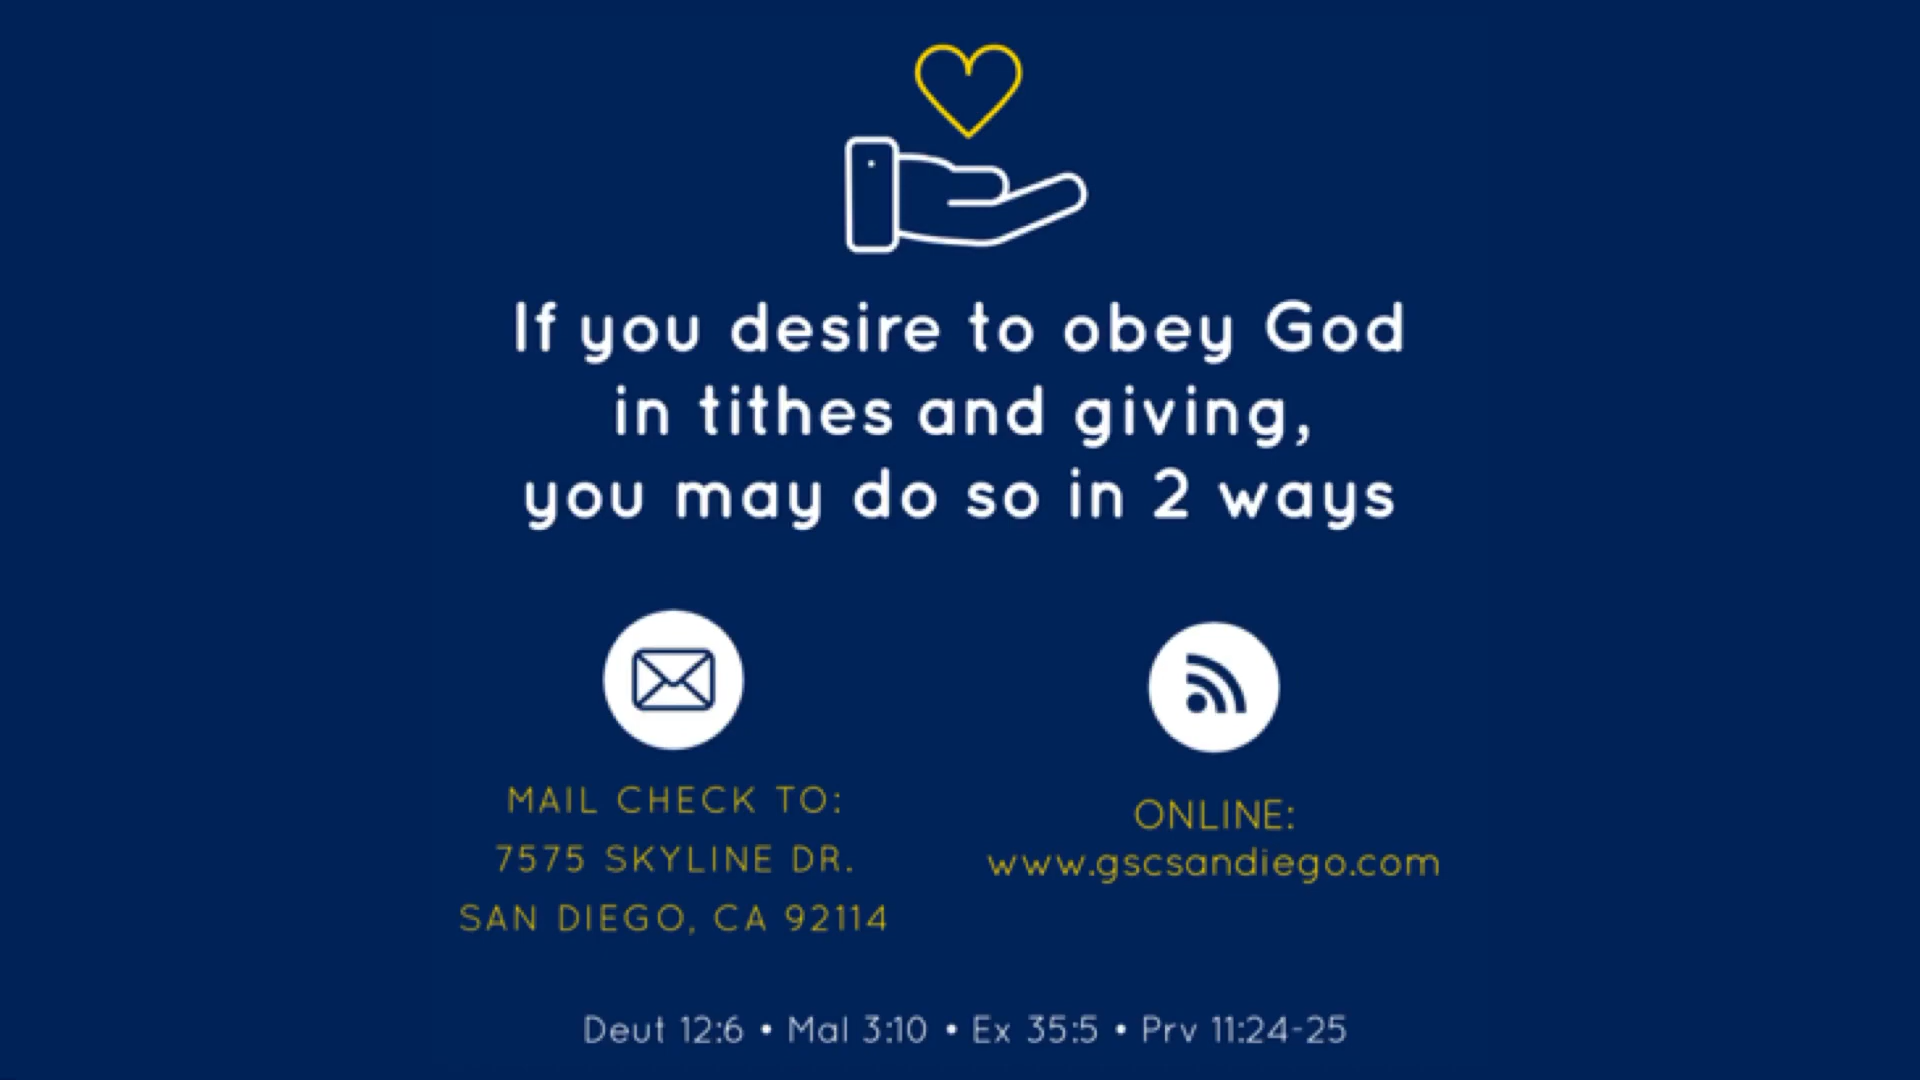 If you desire to obey God
in tithes and giving,
you may do so in 2 ways
MAIL CHECK TO:
7575 SKYLINE DR.
SAN DIEGO, CA 92114
ONLINE:
www.gscsandiego.com
Deut 12:6 • Mal 3:10 • Ex 35:5 • Prv 11:24-25